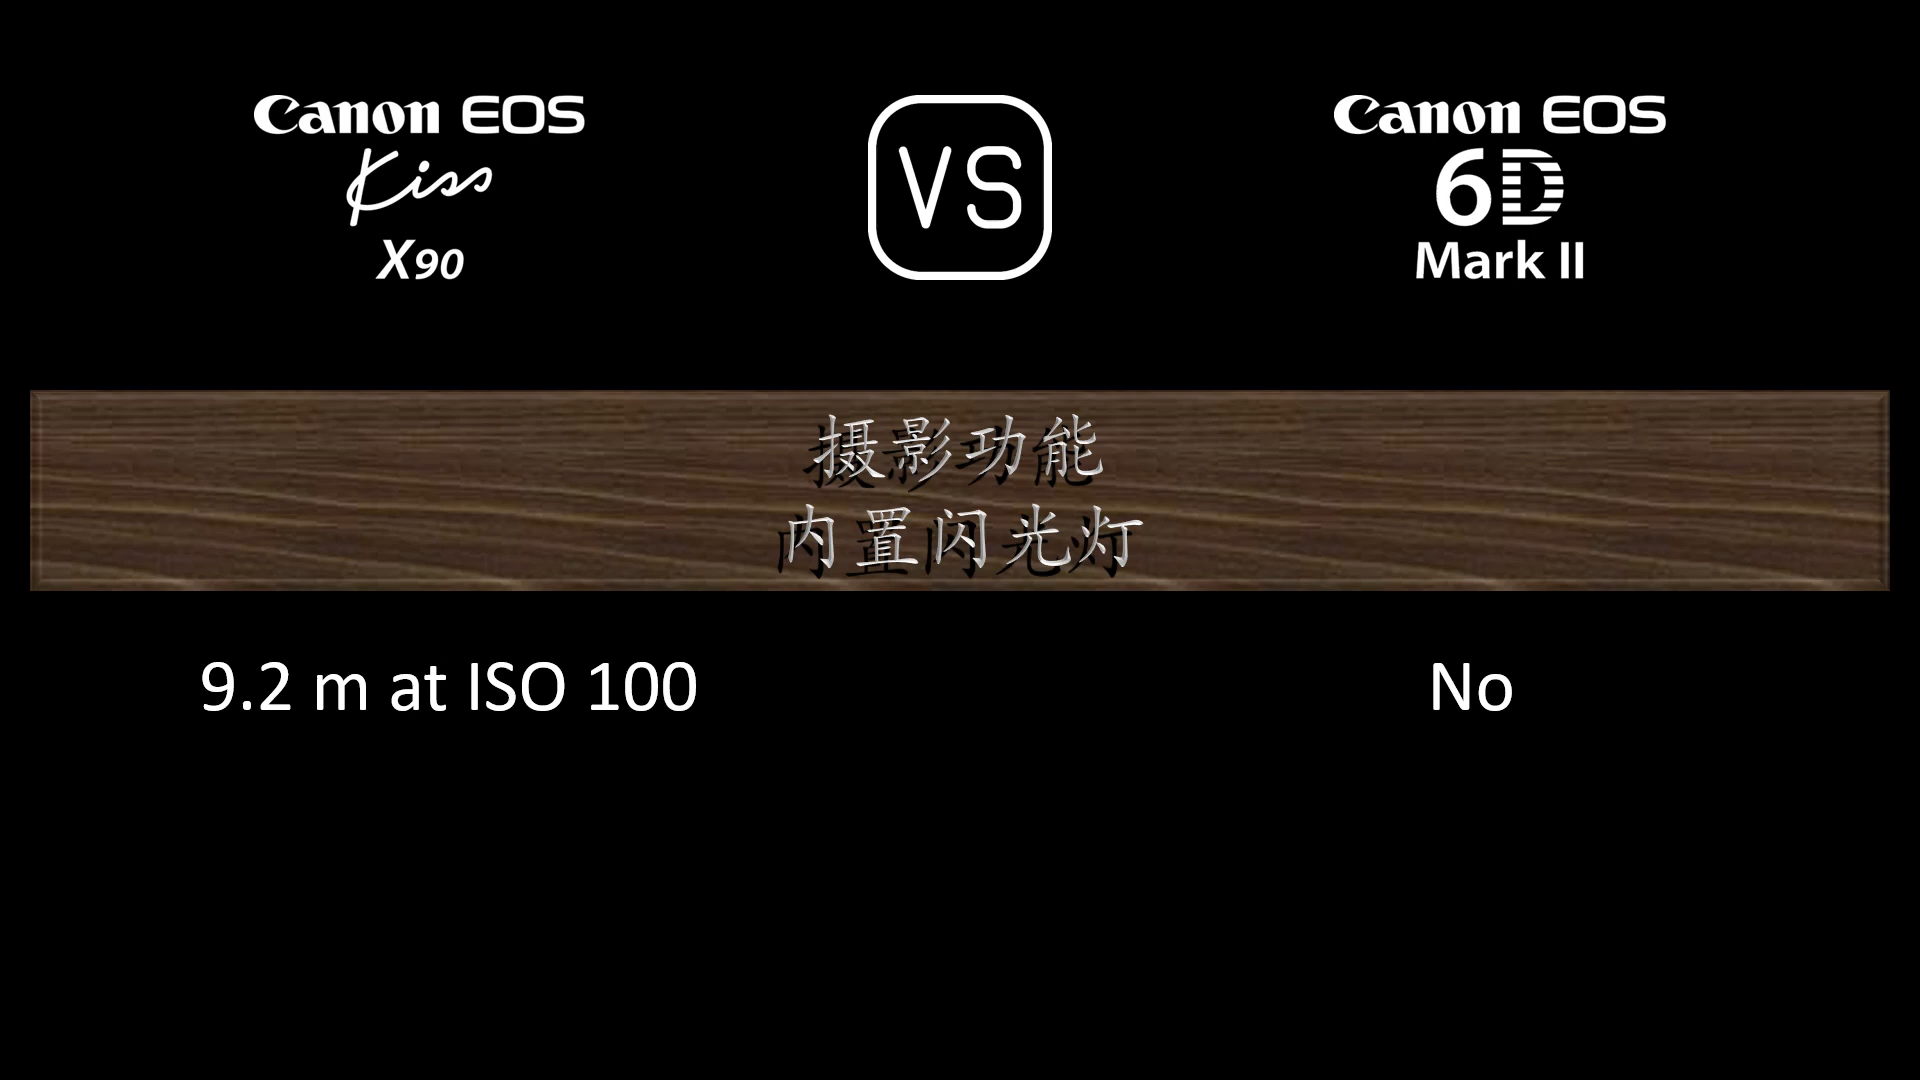 Canon EOS
Kiss
X90
VS
Canon EOS
6D
Mark II
摄影功能
内置闪光灯
9.2 m at ISO 100
No